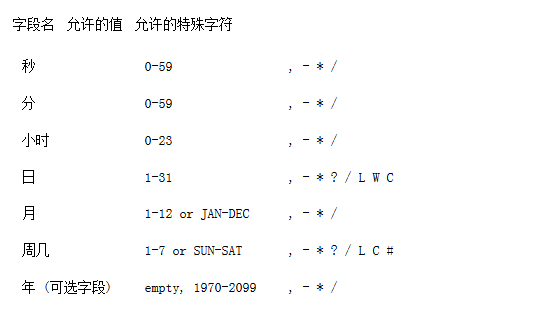 字段名 允许的值 允许的特殊字符
秒 0-59 , - * /
分 0-59 , - * /
小时 0-23 , - * /
日 1-31 , - * ? / L W C
月 1-12 or JAN-DEC , - * /
周几 1-7 or SUN-SAT , - * ? / L C #
年 (可选字段) empty, 1970-2099 , - * /